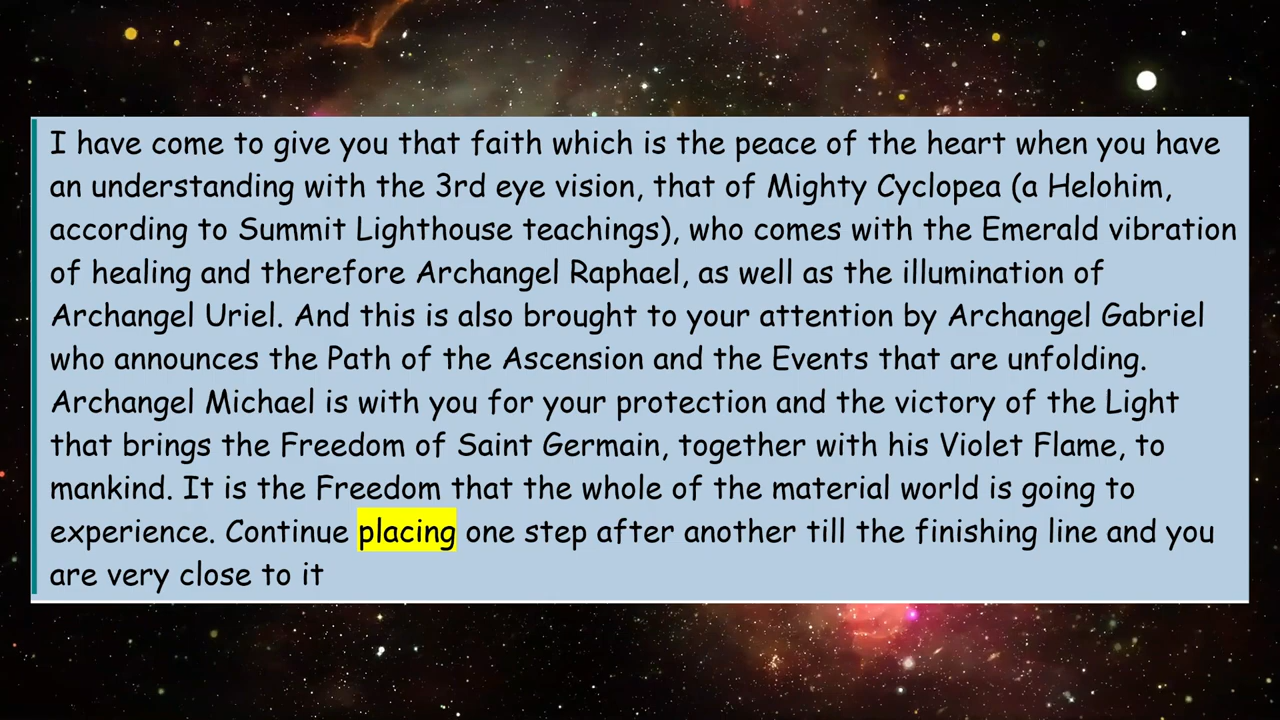 I have come to give you that faith which is the peace of the heart when you have
an understanding with the 3rd eye vision, that of Mighty Cyclopea (a Helohim,
according to Summit Lighthouse teachings), who comes with the Emerald vibration
of healing and therefore Archangel Raphael, as well as the illumination of
Archangel Uriel. And this is also brought to your attention by Archangel Gabriel
who announces the Path of the Ascension and the Events that are unfolding.
Archangel Michael is with you for your protection and the victory of the Light
that brings the Freedom of Saint Germain, together with his Violet Flame, to
mankind. It is the Freedom that the whole of the material world is going to
experience. Continue placing one step after another till the finishing line and you
are very close to it